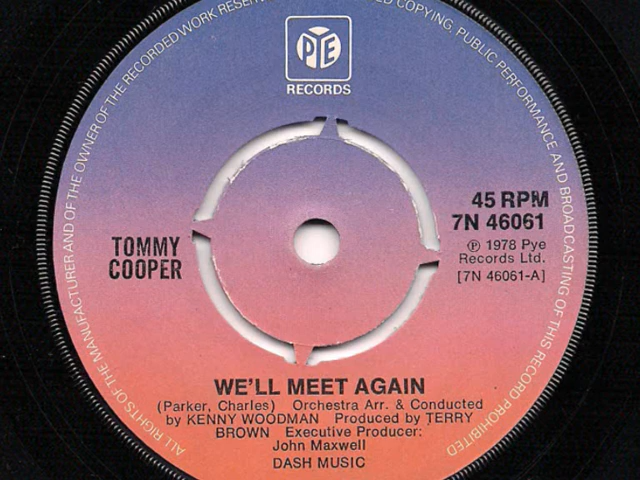 ALL RIGHTS OF THE MANUFACTURER AND OF THE OWNER OF THE RECORDED WORK RESER
COPYING, PUBLIC PERFORMANCE AND BROADCASTING OF THIS RECORD PROHIBITED
PYE
RECORDS
45 RPM
7N 46061
℗ 1978 Pye
Records Ltd.
[7N 46061-A]
TOMMY
COOPER
WE'LL MEET AGAIN
(Parker, Charles) Orchestra Arr. & Conducted
by KENNY WOODMAN Produced by TERRY
BROWN Executive Producer:
John Maxwell
DASH MUSIC